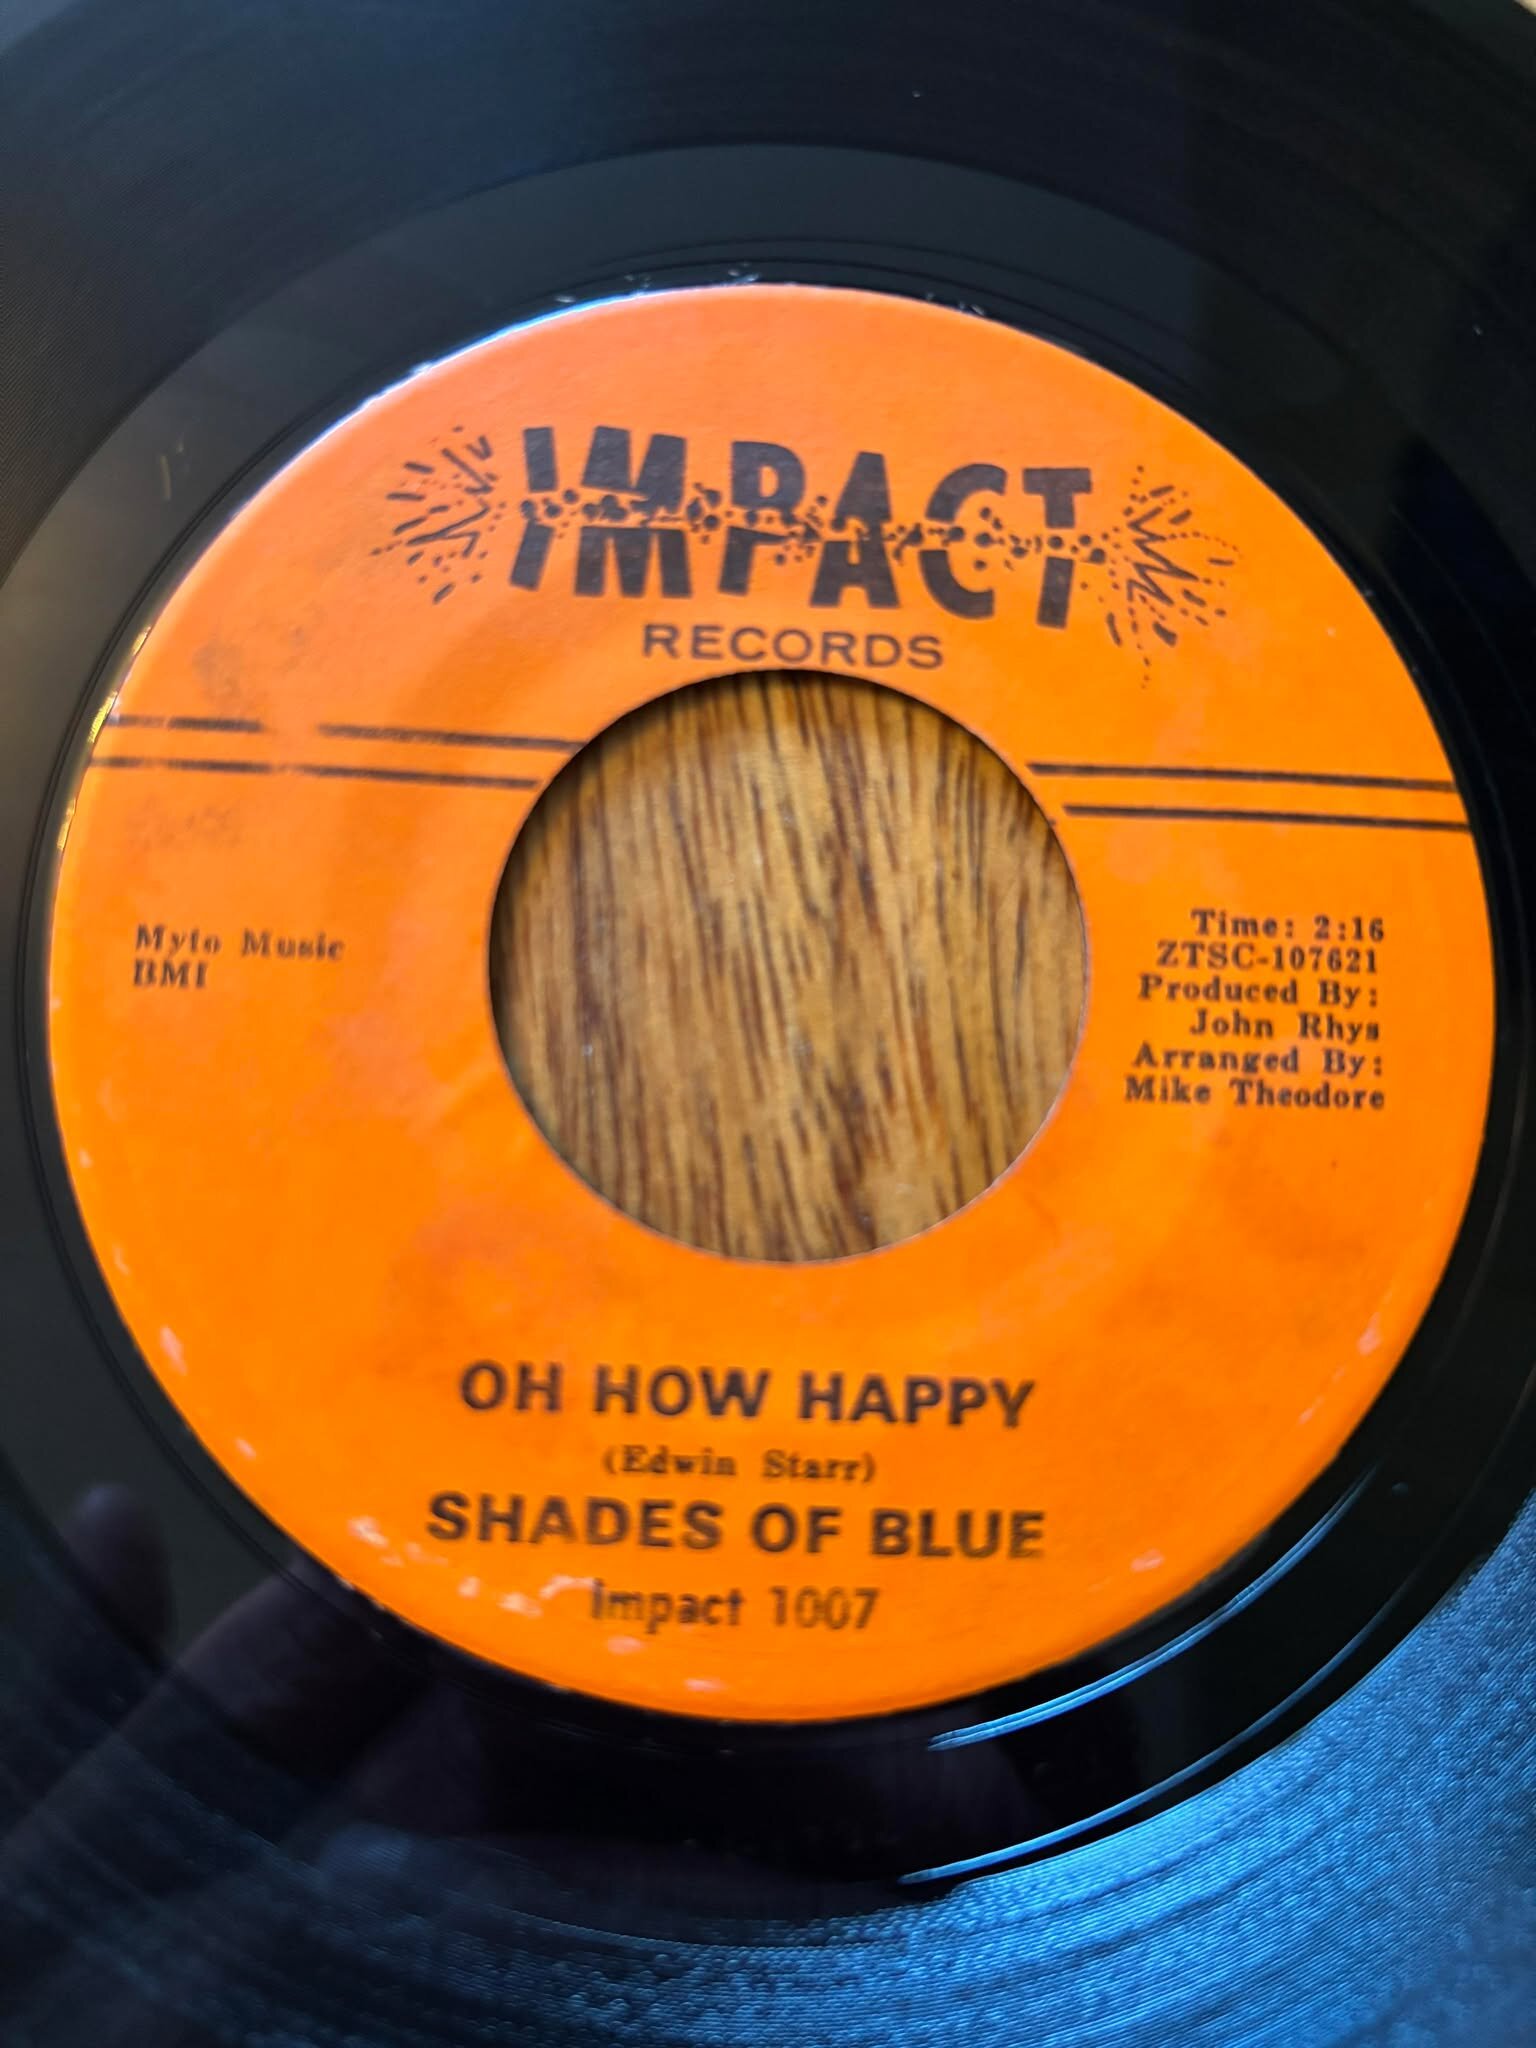 IMPACT
RECORDS
Myto Music
BMI
Time: 2:16
ZTSC-107621
Produced By:
John Rhys
Arranged By:
Mike Theodore
OH HOW HAPPY
(Edwin Starr)
SHADES OF BLUE
Impact 1007